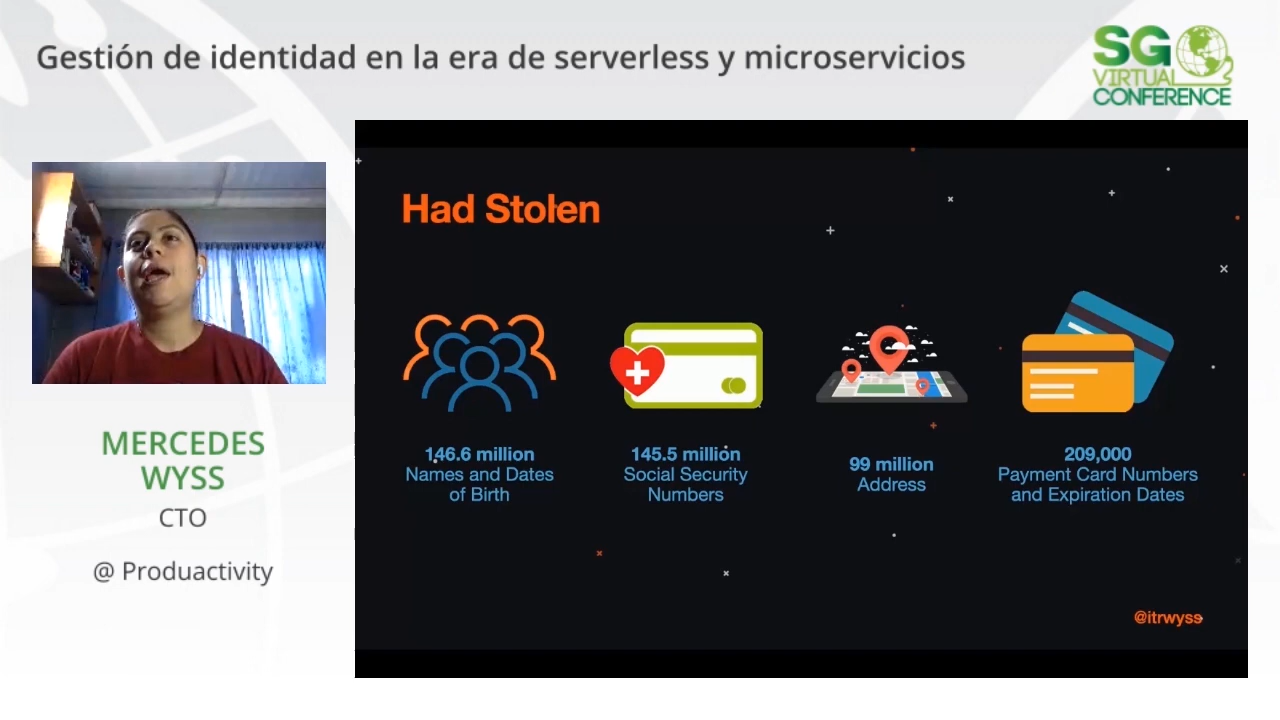 Gestión de identidad en la era de serverless y microservicios
SG
VIRTUAL
CONFERENCE
Had Stolen
146.6 million
Names and Dates
of Birth
145.5 million
Social Security
Numbers
99 million
Address
209,000
Payment Card Numbers
and Expiration Dates
@itrwyss
MERCEDES
WYSS
CTO
@ Produactivity